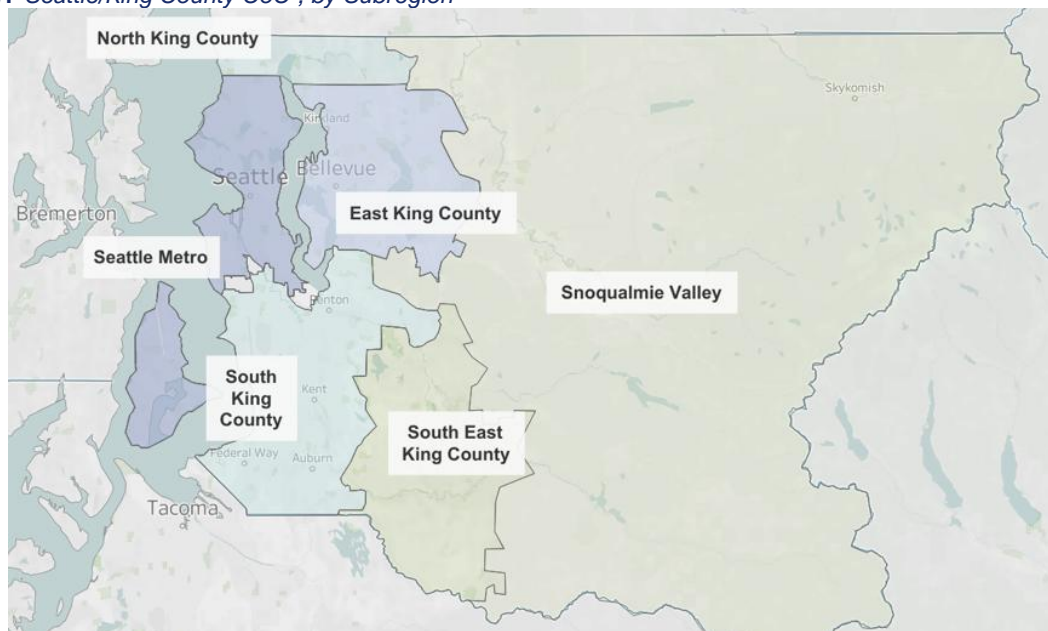 Seattle/King County CoC , by Subregion
North King County
Skykomish
Kirkland
Seattle
Bellevue
Bremerton
East King County
Seattle Metro
Snoqualmie Valley
Renton
South
King
County
Kent
South East
King County
Federal Way
Auburn
Tacoma